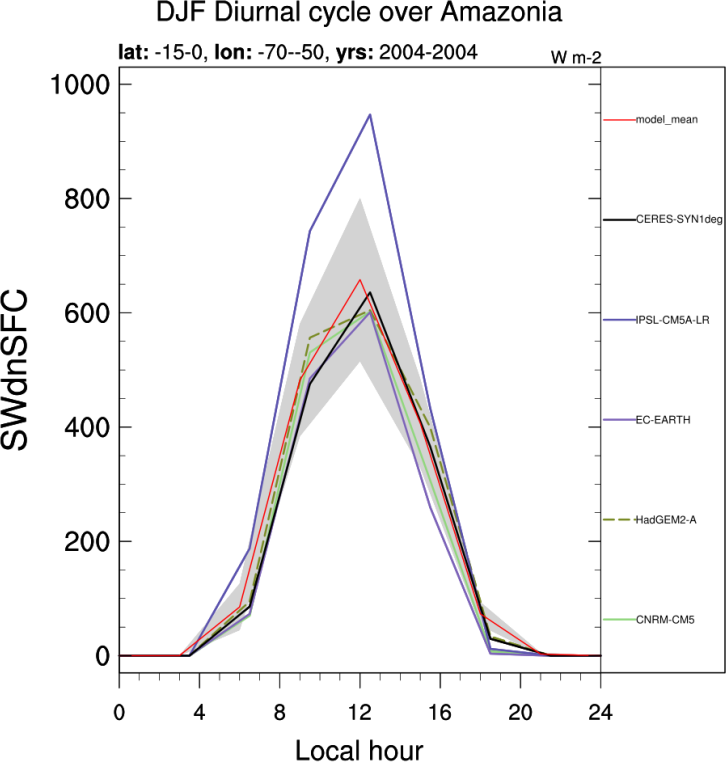 DJF Diurnal cycle over Amazonia
lat: -15-0, lon: -70--50, yrs: 2004-2004
W m-2
1000
800
600
400
200
0
SWdnSFC
0 4 8 12 16 20 24
Local hour
model_mean
CERES-SYN1deg
IPSL-CM5A-LR
EC-EARTH
HadGEM2-A
CNRM-CM5